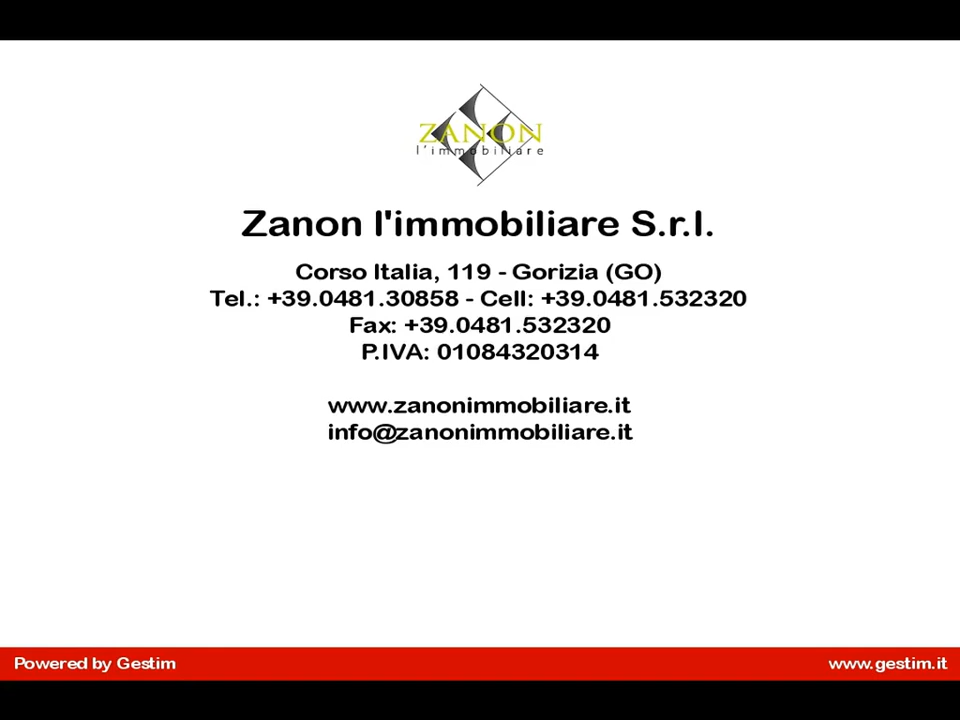 ZANON
l'immobiliare
Zanon l'immobiliare S.r.l.
Corso Italia, 119 - Gorizia (GO)
Tel.: +39.0481.30858 - Cell: +39.0481.532320
Fax: +39.0481.532320
P.IVA: 01084320314
www.zanonimmobiliare.it
info@zanonimmobiliare.it
Powered by Gestim
www.gestim.it